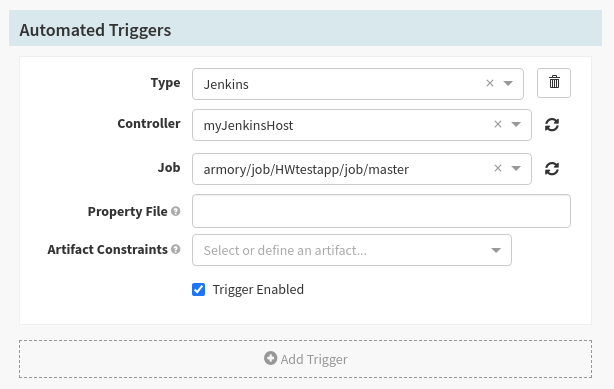 Automated Triggers
Type Jenkins
Controller myJenkinsHost
Job armory/job/HWtestapp/job/master
Property File
Artifact Constraints Select or define an artifact...
Trigger Enabled
Add Trigger